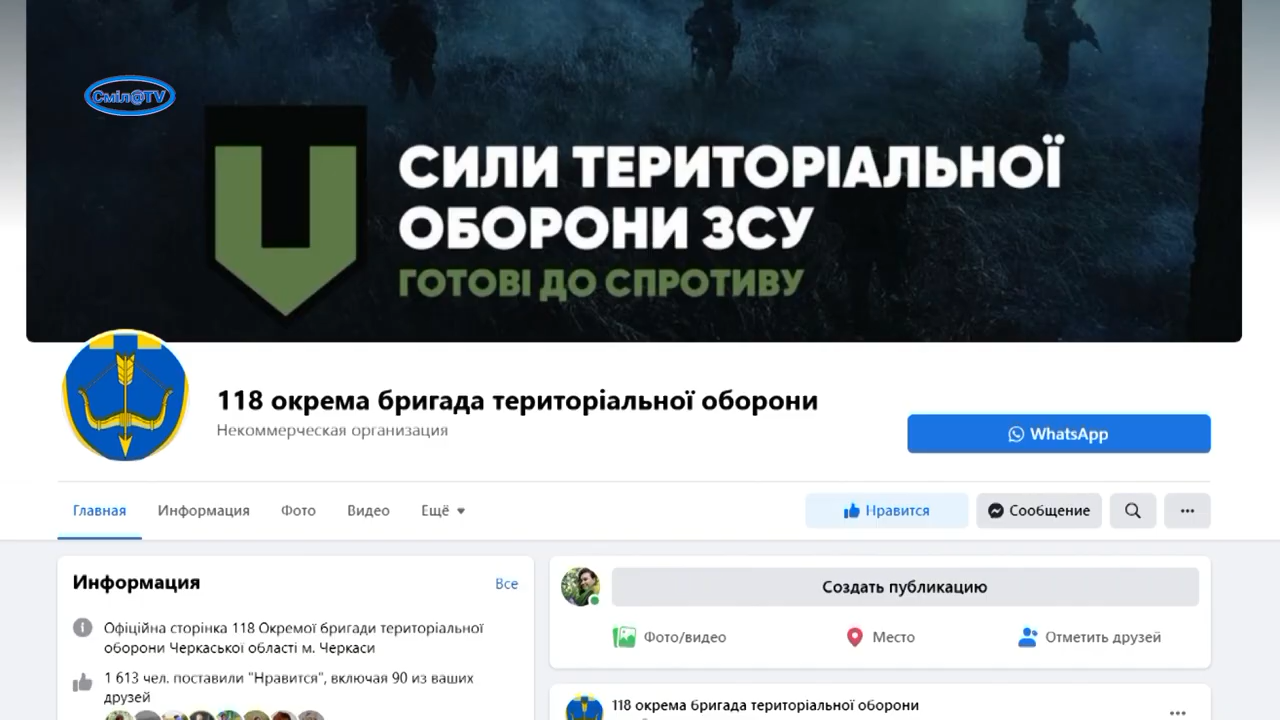 Сміл@TV
СИЛИ ТЕРИТОРІАЛЬНОЇ
ОБОРОНИ ЗСУ
ГОТОВІ ДО СПРОТИВУ
118 окрема бригада територіальної оборони
Некоммерческая организация
WhatsApp
Главная Информация Фото Видео Ещё
Нравится Сообщение
Информация Все
Офіційна сторінка 118 Окремої бригади територіальної
оборони Черкаської області м. Черкаси
1 613 чел. поставили "Нравится", включая 90 из ваших
друзей
Создать публикацию
Фото/видео Место Отметить друзей
118 окрема бригада територіальної оборони